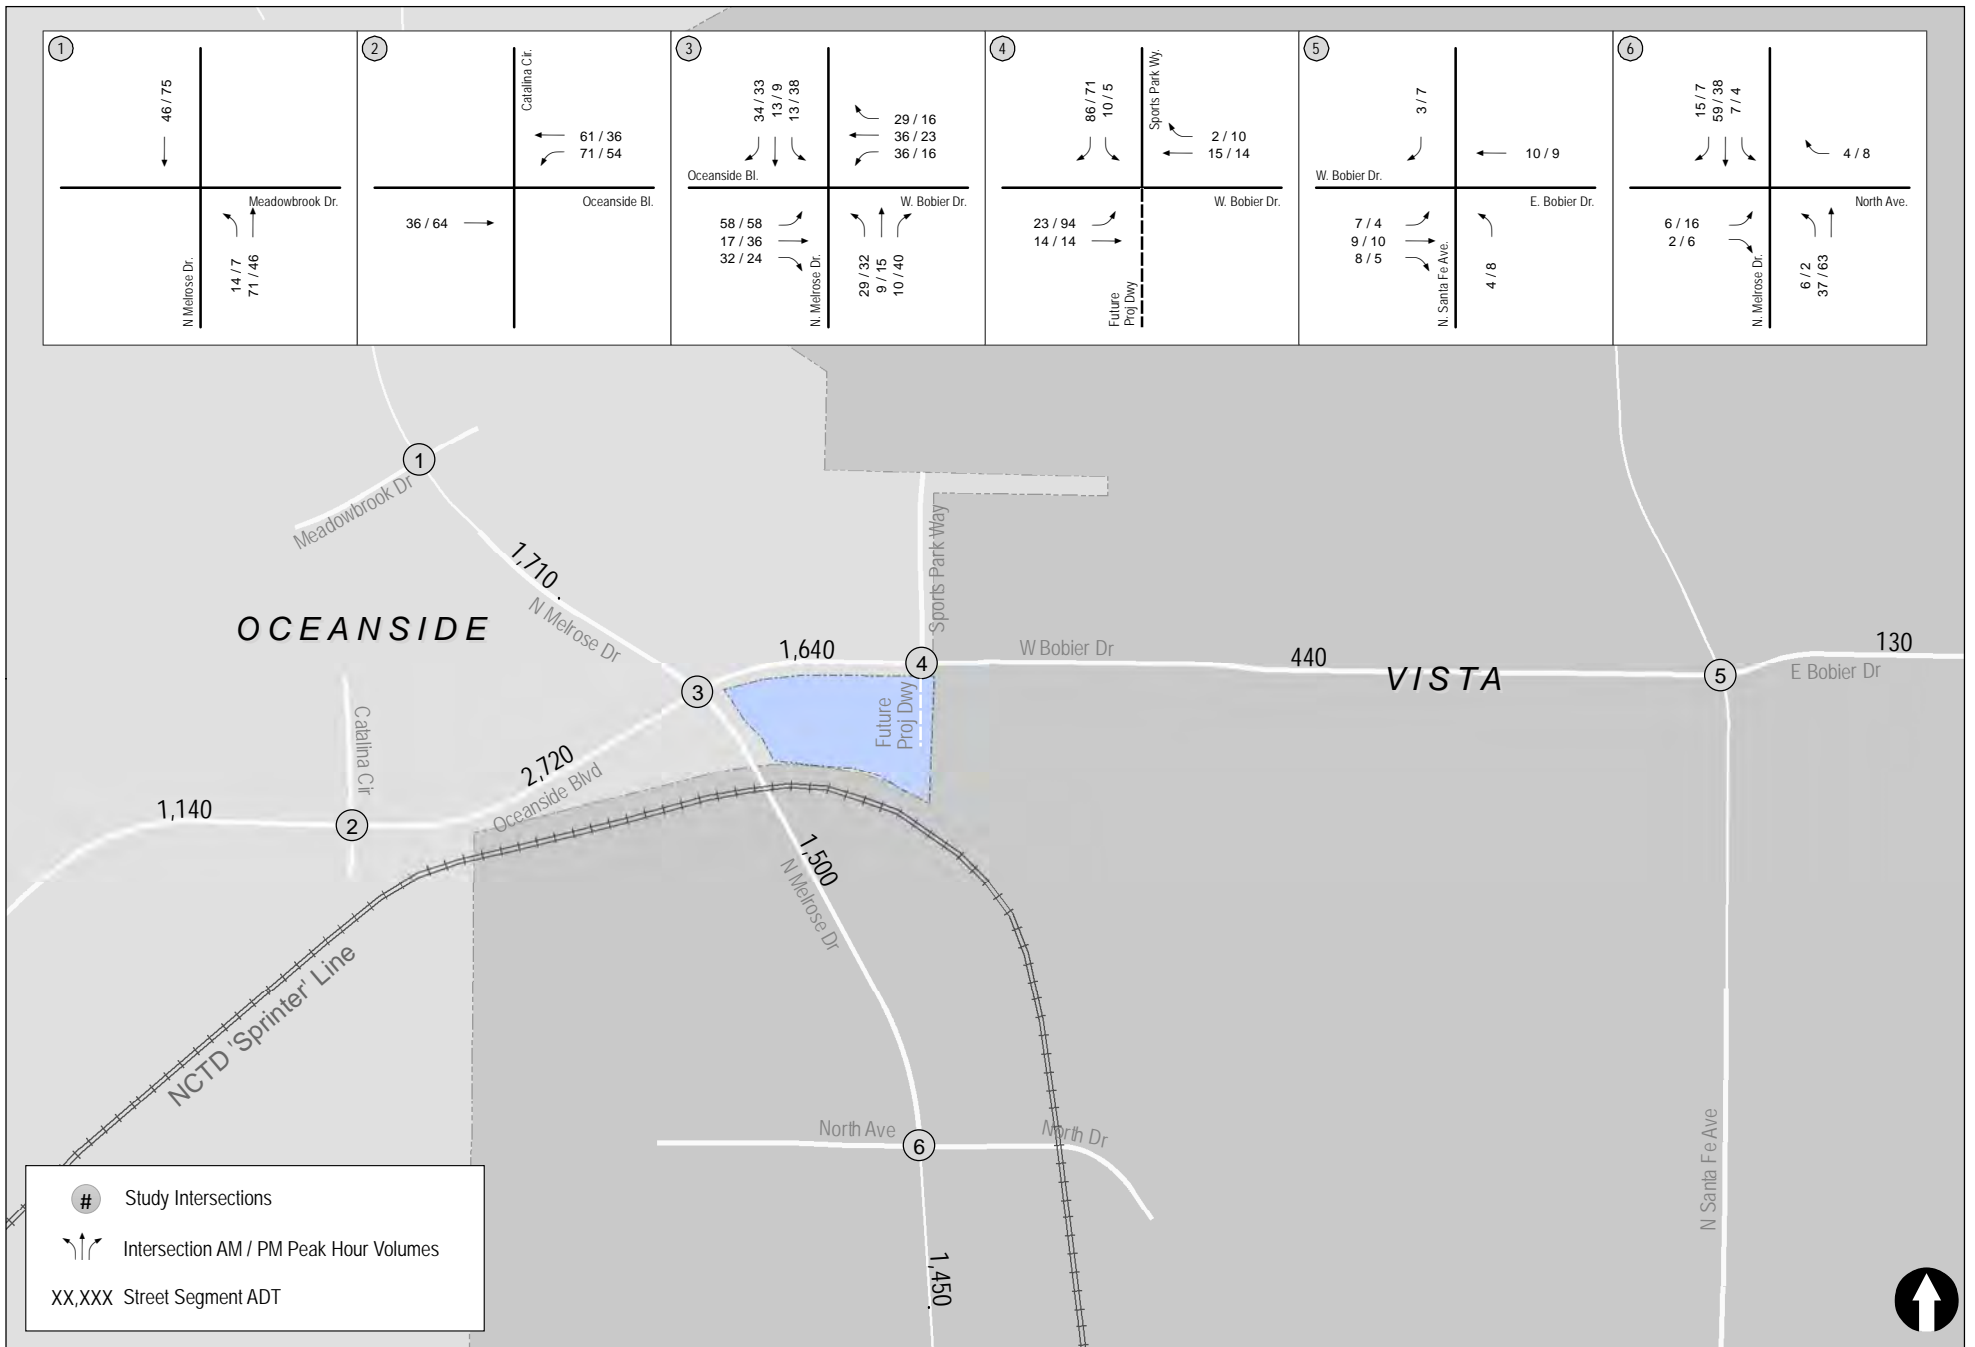 1
46 / 75
Meadowbrook Dr.
N Melrose Dr.
14 / 7
71 / 46
2
Catalina Cir.
61 / 36
71 / 54
Oceanside Bl.
36 / 64
3
34 / 33
13 / 9
13 / 38
29 / 16
36 / 23
36 / 16
Oceanside Bl.
W. Bobier Dr.
58 / 58
17 / 36
32 / 24
N. Melrose Dr.
29 / 32
9 / 15
10 / 40
4
86 / 71
10 / 5
Sports Park Wy.
2 / 10
15 / 14
W. Bobier Dr.
23 / 94
14 / 14
Future
Proj Dwy
5
3 / 7
10 / 9
W. Bobier Dr.
E. Bobier Dr.
7 / 4
9 / 10
8 / 5
N. Santa Fe Ave.
4 / 8
6
15 / 7
59 / 38
7 / 4
4 / 8
North Ave.
6 / 16
2 / 6
N. Melrose Dr.
6 / 2
37 / 63
1
Meadowbrook Dr
1,710
N Melrose Dr
OCEANSIDE
Sports Park Way
1,640
4
W Bobier Dr
440
VISTA
5
130
E Bobier Dr
3
Future
Proj Dwy
Catalina Cir
2,720
Oceanside Blvd
1,140
2
1,500
N Melrose Dr
NCTD 'Sprinter' Line
North Ave
6
North Dr
N Santa Fe Ave
1,450
# Study Intersections
Intersection AM / PM Peak Hour Volumes
XX,XXX Street Segment ADT